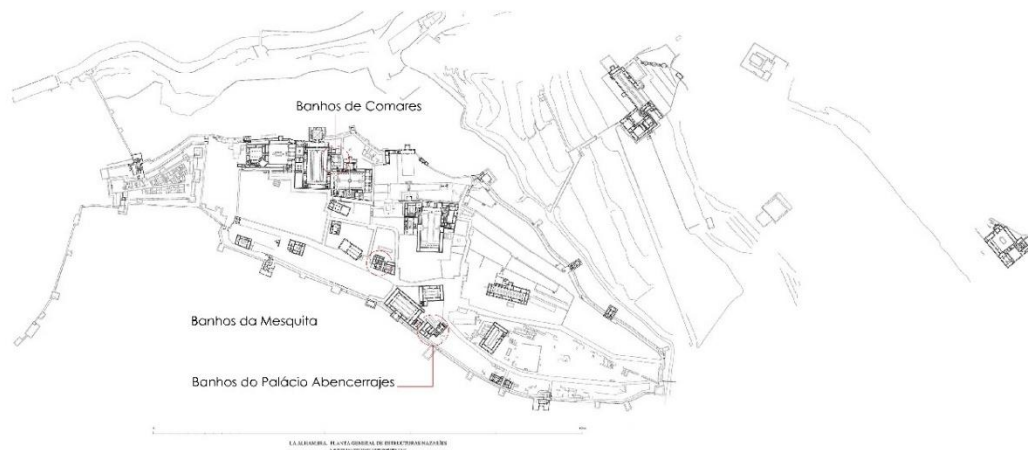 Banhos de Comares
Banhos da Mesquita
Banhos do Palácio Abencerrajes
LA ALHAMBRA. PLANTA GENERAL DE ESTRUCTURAS NAZARÍES